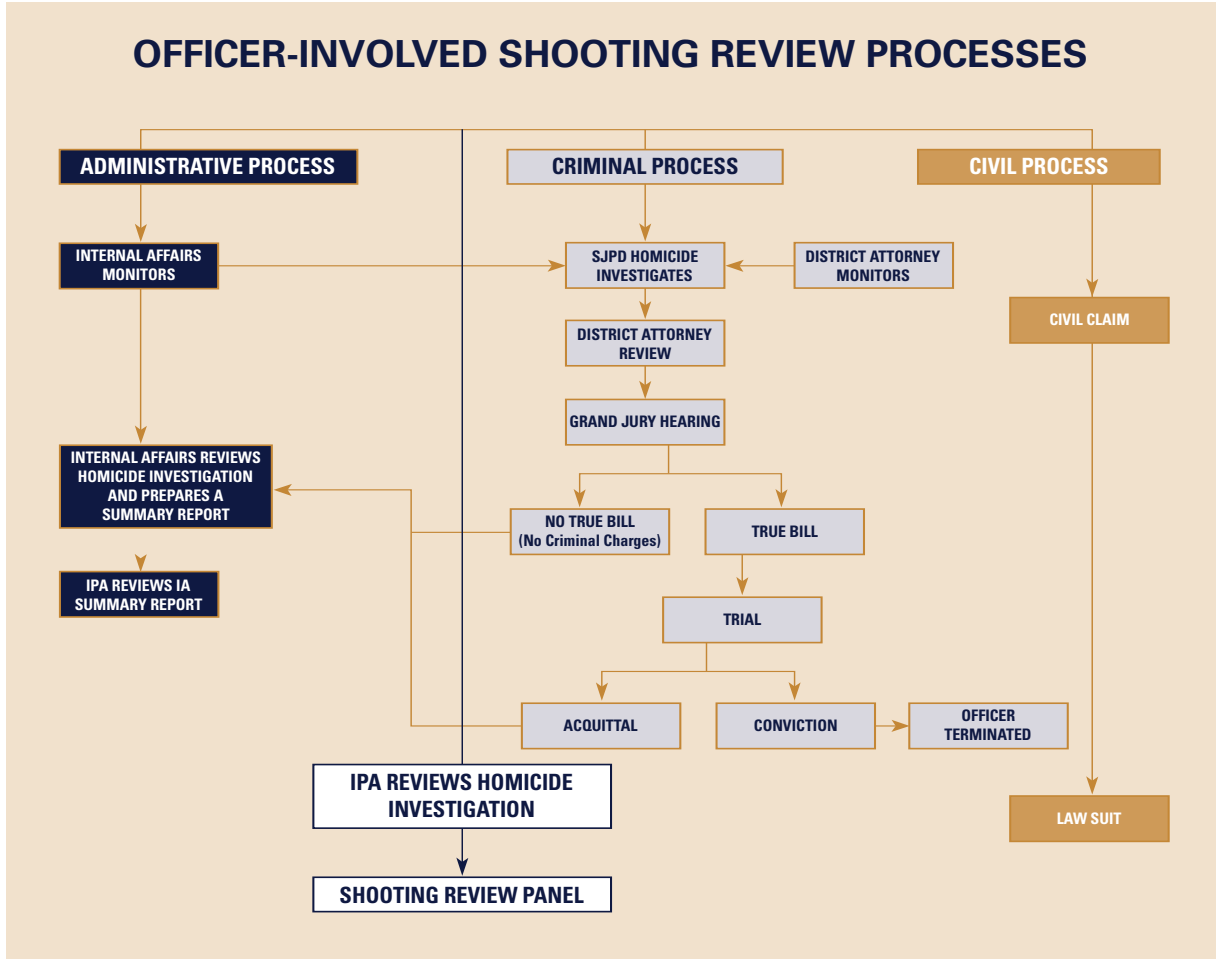 OFFICER-INVOLVED SHOOTING REVIEW PROCESSES
ADMINISTRATIVE PROCESS
CRIMINAL PROCESS
CIVIL PROCESS
INTERNAL AFFAIRS
MONITORS
SJPD HOMICIDE
INVESTIGATES
DISTRICT ATTORNEY
MONITORS
CIVIL CLAIM
DISTRICT ATTORNEY
REVIEW
GRAND JURY HEARING
INTERNAL AFFAIRS REVIEWS
HOMICIDE INVESTIGATION
AND PREPARES A
SUMMARY REPORT
NO TRUE BILL
(No Criminal Charges)
TRUE BILL
IPA REVIEWS IA
SUMMARY REPORT
TRIAL
ACQUITTAL
CONVICTION
OFFICER
TERMINATED
IPA REVIEWS HOMICIDE
INVESTIGATION
LAW SUIT
SHOOTING REVIEW PANEL